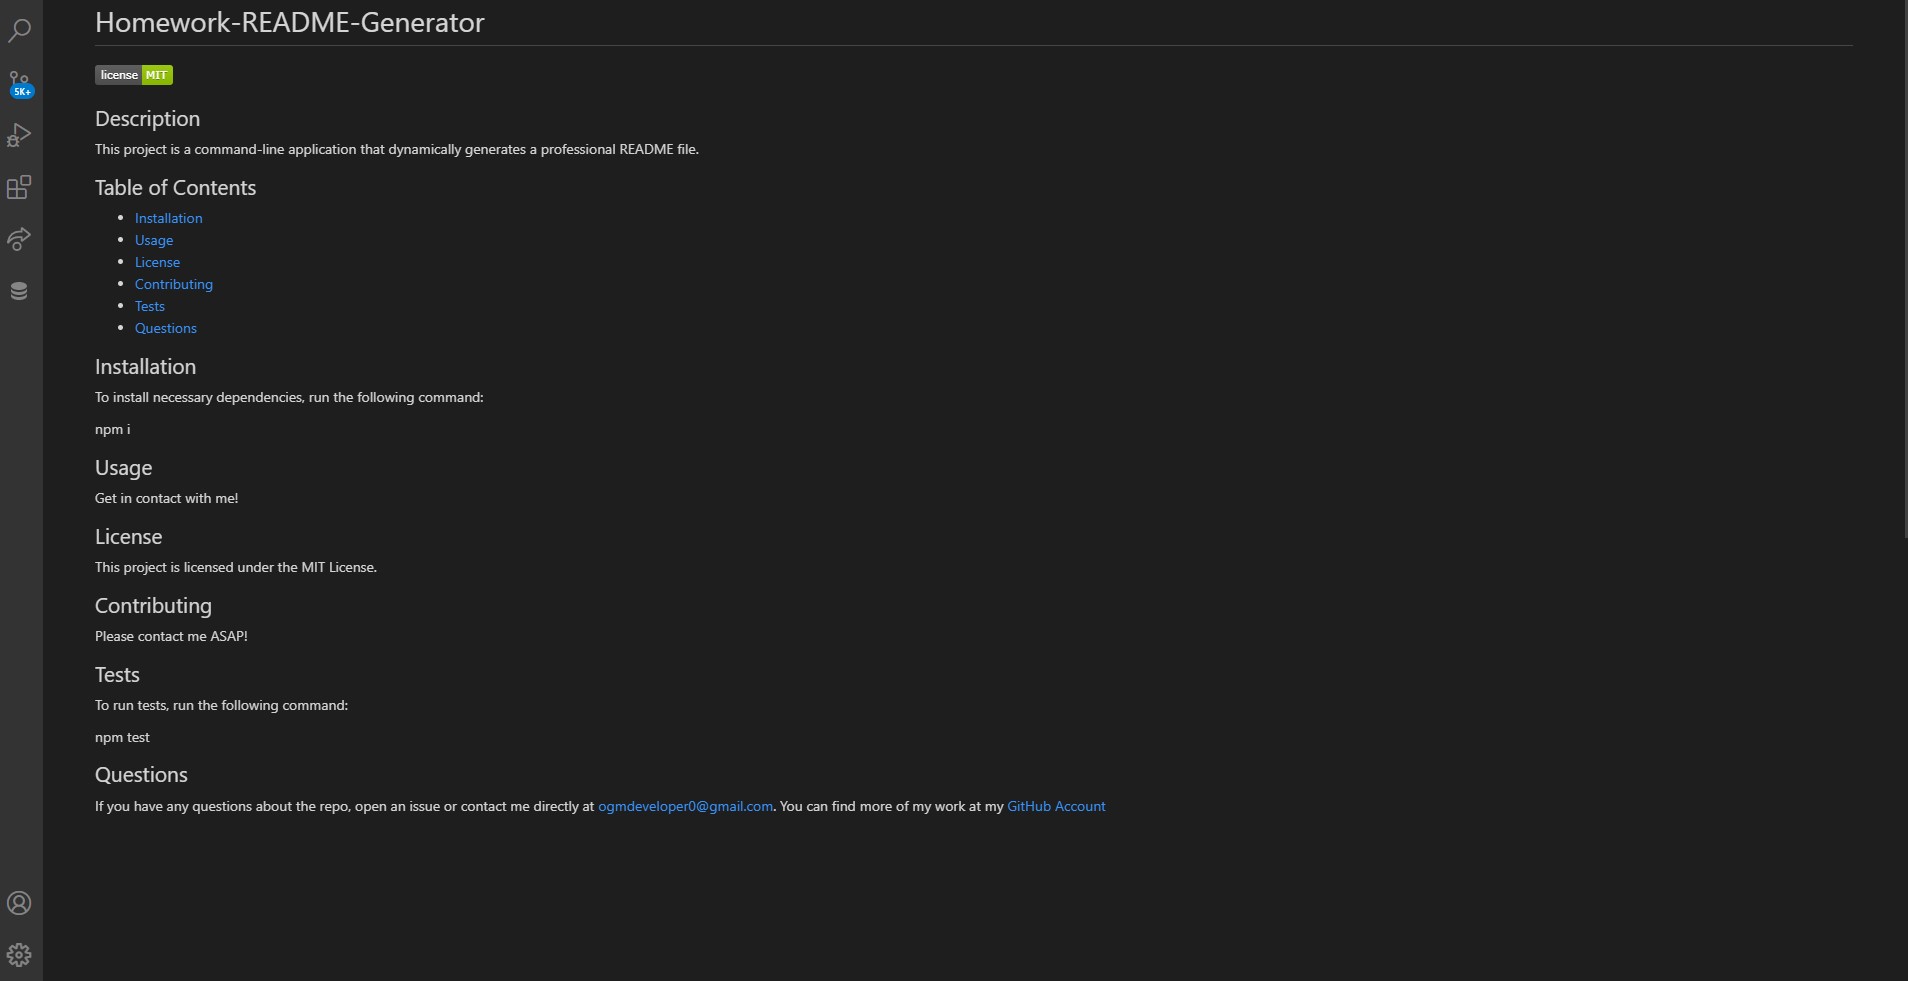 Homework-README-Generator
license MIT
5K+
Description
This project is a command-line application that dynamically generates a professional README file.
Table of Contents
Installation
Usage
License
Contributing
Tests
Questions
Installation
To install necessary dependencies, run the following command:
npm i
Usage
Get in contact with me!
License
This project is licensed under the MIT License.
Contributing
Please contact me ASAP!
Tests
To run tests, run the following command:
npm test
Questions
If you have any questions about the repo, open an issue or contact me directly at ogmdeveloper0@gmail.com. You can find more of my work at my GitHub Account